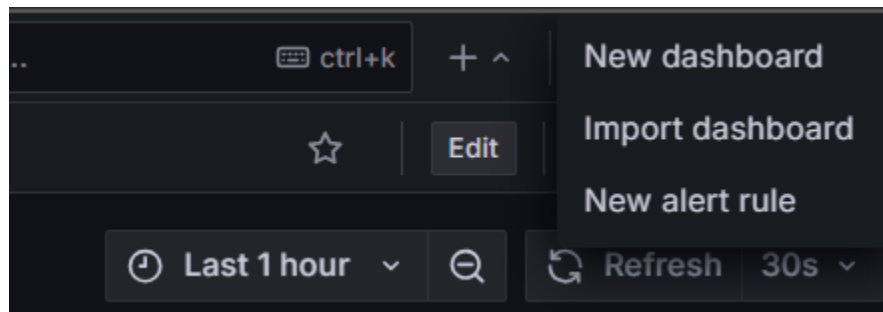 .. ctrl+k
New dashboard
Edit
Import dashboard
New alert rule
Last 1 hour
Refresh 30s